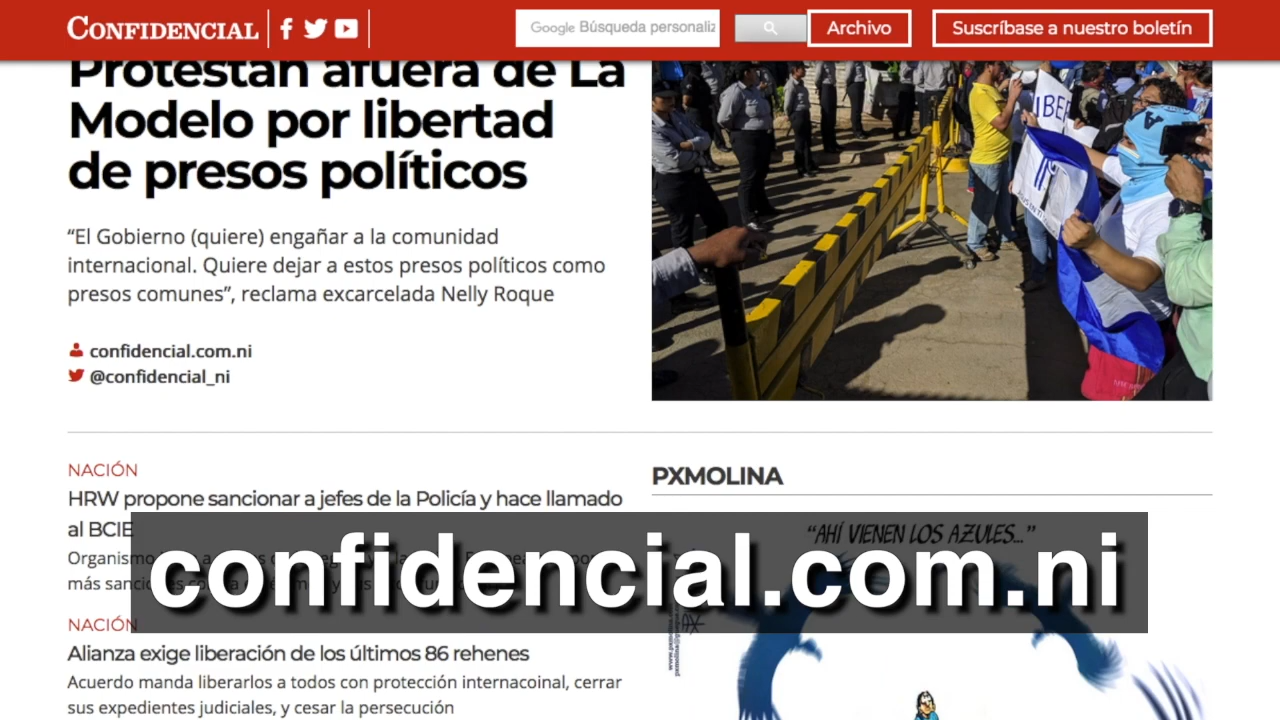 CONFIDENCIAL
Google Búsqueda personaliz
Archivo
Suscríbase a nuestro boletín
Protestan afuera de La
Modelo por libertad
de presos políticos
“El Gobierno (quiere) engañar a la comunidad
internacional. Quiere dejar a estos presos políticos como
presos comunes”, reclama excarcelada Nelly Roque
confidencial.com.ni
@confidencial_ni
NACIÓN
HRW propone sancionar a jefes de la Policía y hace llamado
al BCIE
más
confidencial.com.ni
NACIÓN
Alianza exige liberación de los últimos 86 rehenes
Acuerdo manda liberarlos a todos con protección internacoinal, cerrar
sus expedientes judiciales, y cesar la persecución
PXMOLINA
“AHÍ VIENEN LOS AZULES...”